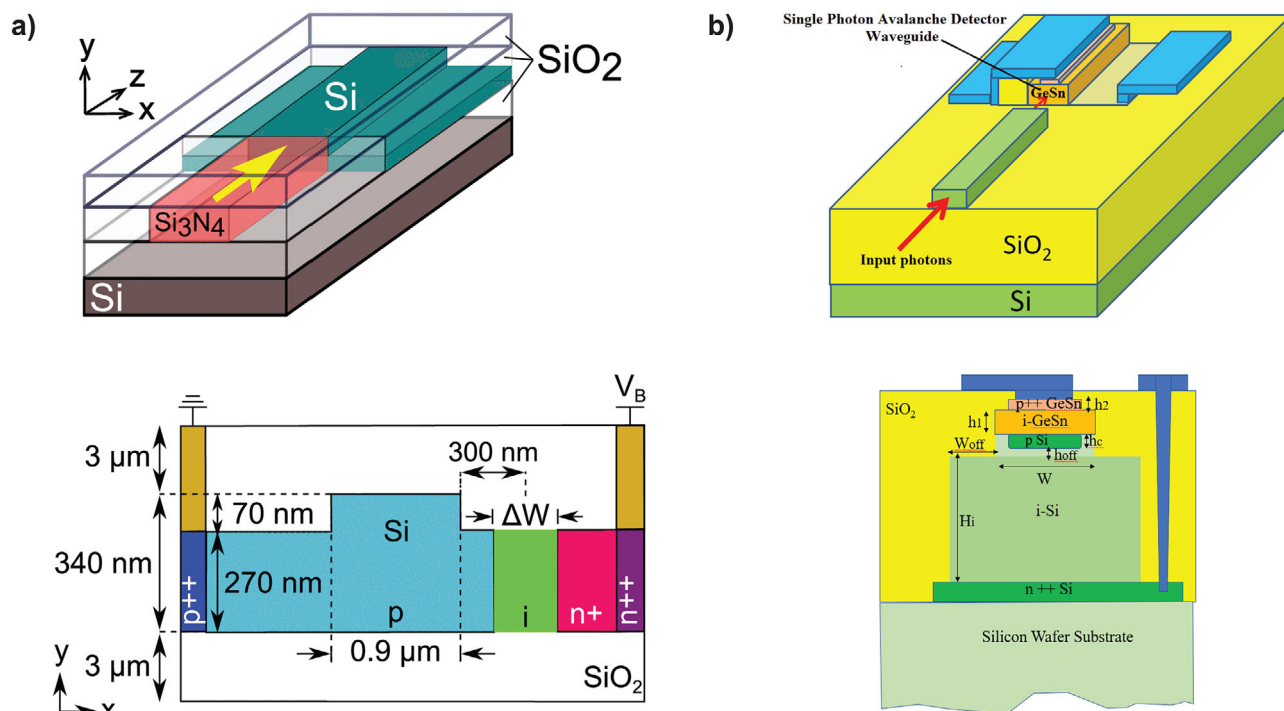 a)
y
z
x
Si
SiO2
Si3N4
Si
b)
Single Photon Avalanche Detector
Waveguide
GeSn
Input photons
SiO2
Si
VB
3 µm
300 nm
70 nm
Si
ΔW
340 nm
270 nm
p++
p
i
n+
n++
0.9 µm
3 µm
SiO2
y
x
SiO2
p++ GeSn
h2
h1
i-GeSn
p Si
hc
Woff
hoff
W
i-Si
Hi
n ++ Si
Silicon Wafer Substrate